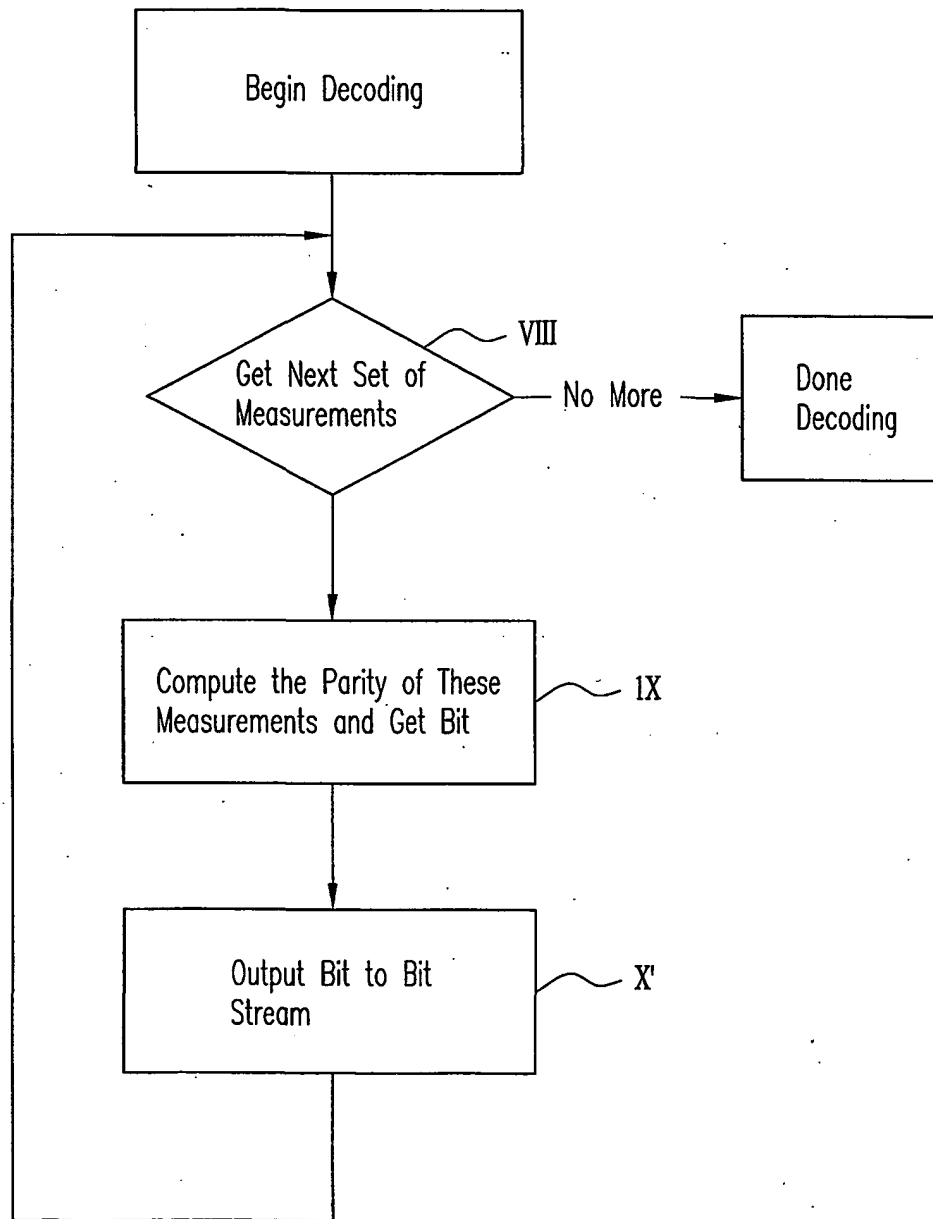 Begin Decoding
VIII
Get Next Set of
Measurements
No More
Done
Decoding
Compute the Parity of These
Measurements and Get Bit
1X
Output Bit to Bit
Stream
X'